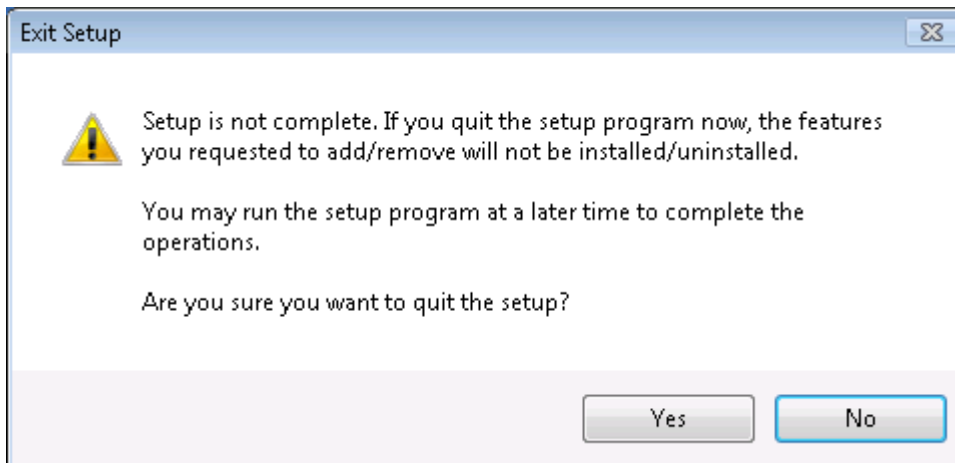 Exit Setup
Setup is not complete. If you quit the setup program now, the features
you requested to add/remove will not be installed/uninstalled.
You may run the setup program at a later time to complete the
operations.
Are you sure you want to quit the setup?
Yes
No